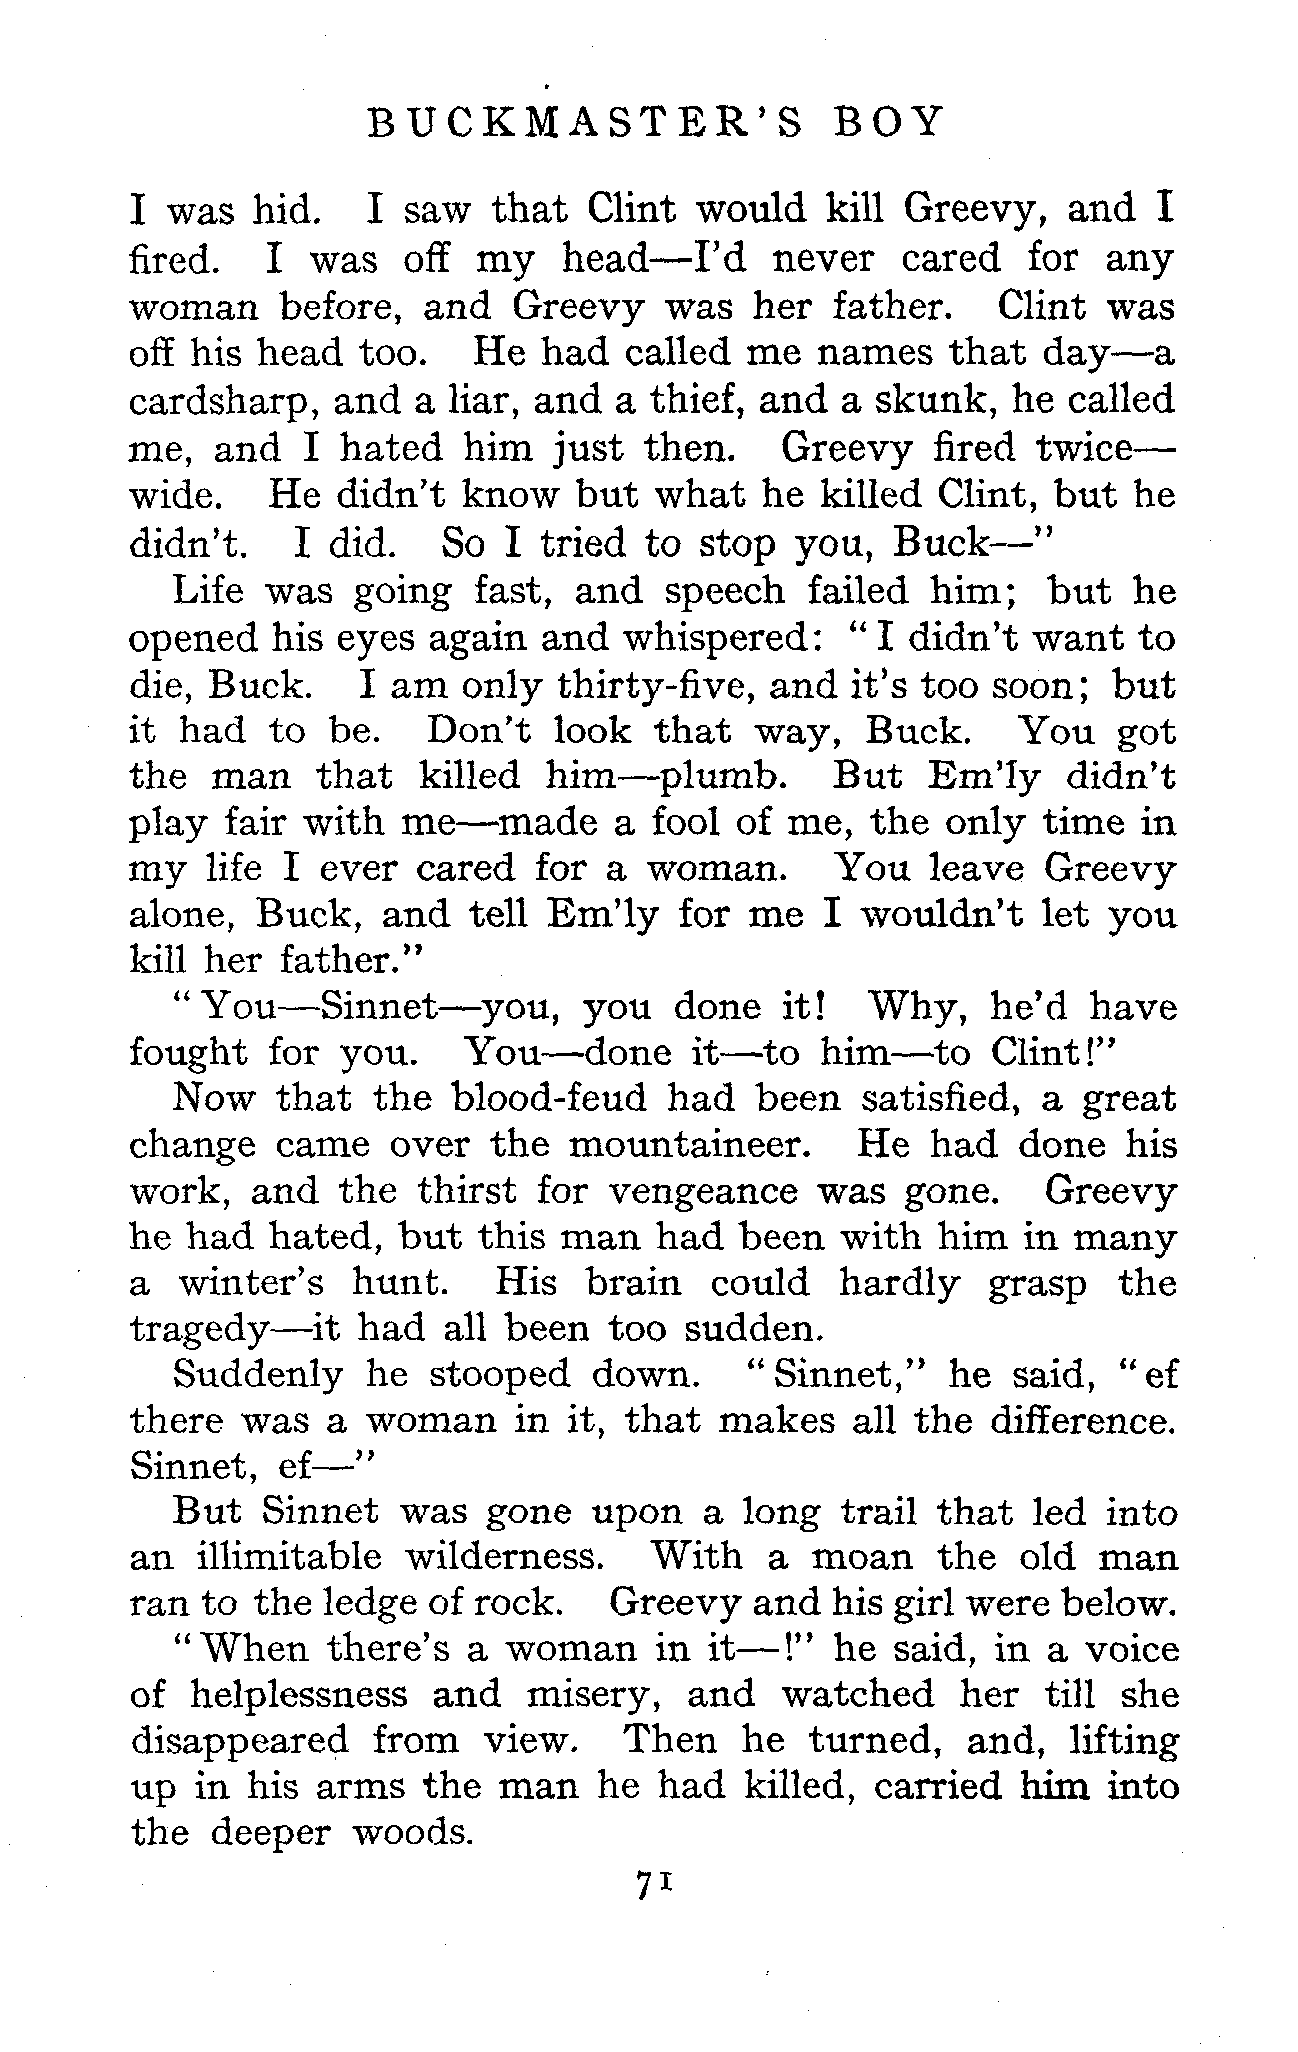 BUCKMASTER'S BOY
I was hid. I saw that Clint would kill Greevy, and I
fired. I was off my head—I'd never cared for any
woman before, and Greevy was her father. Clint was
off his head too. He had called me names that day—a
cardsharp, and a liar, and a thief, and a skunk, he called
me, and I hated him just then. Greevy fired twice—
wide. He didn't know but what he killed Clint, but he
didn't. I did. So I tried to stop you, Buck—"
Life was going fast, and speech failed him; but he
opened his eyes again and whispered: "I didn't want to
die, Buck. I am only thirty-five, and it's too soon; but
it had to be. Don't look that way, Buck. You got
the man that killed him—plumb. But Em'ly didn't
play fair with me—made a fool of me, the only time in
my life I ever cared for a woman. You leave Greevy
alone, Buck, and tell Em'ly for me I wouldn't let you
kill her father."
"You—Sinnet—you, you done it! Why, he'd have
fought for you. You—done it—to him—to Clint!"
Now that the blood-feud had been satisfied, a great
change came over the mountaineer. He had done his
work, and the thirst for vengeance was gone. Greevy
he had hated, but this man had been with him in many
a winter's hunt. His brain could hardly grasp the
tragedy—it had all been too sudden.
Suddenly he stooped down. "Sinnet," he said, "ef
there was a woman in it, that makes all the difference.
Sinnet, ef—"
But Sinnet was gone upon a long trail that led into
an illimitable wilderness. With a moan the old man
ran to the ledge of rock. Greevy and his girl were below.
"When there's a woman in it—!" he said, in a voice
of helplessness and misery, and watched her till she
disappeared from view. Then he turned, and, lifting
up in his arms the man he had killed, carried him into
the deeper woods.
71